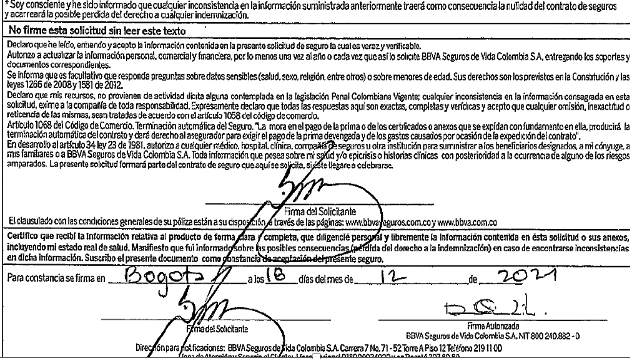 * Soy consciente y he sido informado que cualquier inconsistencia en la información suministrada anteriormente traerá como consecuencia la nulidad del contrato de seguros
y acarreará la posible perdida del derecho a cualquier indemnización.
No firme esta solicitud sin leer este texto
Declaro que he leído, entiendo y acepto la información contenida en la presente solicitud de seguro la cual es veraz y verificable.
Autorizo a actualizar la información personal, comercial y financiera, por lo menos una vez al año o cada vez que así lo solicite BBVA Seguros de Vida Colombia S.A, entregando los soportes y
documentos correspondientes.
Se informa que es facultativo que responda preguntas sobre datos sensibles (salud, sexo, religión, entre otros) o sobre menores de edad. Sus derechos son los previstos en la Constitución y las
leyes 1266 de 2008 y 1581 de 2012.
Declaro que mis recursos, no provienen de actividad ilícita alguna contemplada en la legislación Penal Colombiana Vigente; cualquier inconsistencia en la información consagrada en esta
solicitud, exime a la compañía de toda responsabilidad. Expresamente declaro que todas las respuestas aquí son exactas, completas y verídicas y acepto que cualquier omisión, inexactitud o
reticencia de las mismas, sean tratadas de acuerdo con el artículo 1058 del código de comercio.
Artículo 1068 del Código de Comercio. Terminación automática del Seguro. "La mora en el pago de la prima o de los certificados o anexos que se expidan con fundamento en ella, producirá la
terminación automática del contrato y dará derecho al asegurador para exigir el pago de la prima devengada y de los gastos causados por ocasión de la expedición del contrato".
En desarrollo al artículo 34 ley 23 de 1981, autorizo a cualquier médico, hospital, clínica, compañía de seguros u otra institución para suministrar a los beneficiarios designados, a mi cónyuge, a
mis familiares o a BBVA Seguros de Vida Colombia S.A. Toda información que posea sobre mi salud y/o epicrisis o historias clínicas con posterioridad a la ocurrencia de alguno de los riesgos
amparados. La presente solicitud formará parte del contrato de seguro que aquí se solicita, si éste llegare a celebrarse.
Firma del Solicitante
El clausulado con las condiciones generales de su póliza están a su disposición a través de las páginas: www.bbvaseguros.com.co y www.bbva.com.co
Certifico que recibí la información relativa al producto de forma clara y completa, que diligencié personal y libremente la información contenida en ésta solicitud o sus anexos,
incluyendo mi estado real de salud. Manifiesto que fui informado sobre las posibles consecuencias (pérdida del derecho a la indemnización) en caso de encontrarse inconsistencias
en dicha información. Suscribo el presente documento como constancia de aceptación del presente seguro.
Para constancia se firma en Bogota a los 18 días del mes de 12 de 2021
Firma del Solicitante
Firma Autorizada
BBVA Seguros de Vida Colombia S.A. NIT 800.240.882 - 0
Dirección para notificaciones: BBVA Seguros de Vida Colombia S.A. Carrera 7 No. 71 - 52 Torre A Piso 12 Teléfono 219 11 00